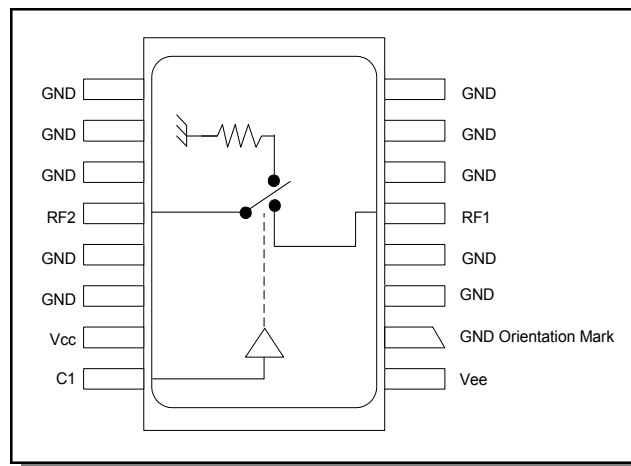 GND GND
GND GND
GND GND
RF2 RF1
GND GND
GND GND
Vcc GND Orientation Mark
C1 Vee